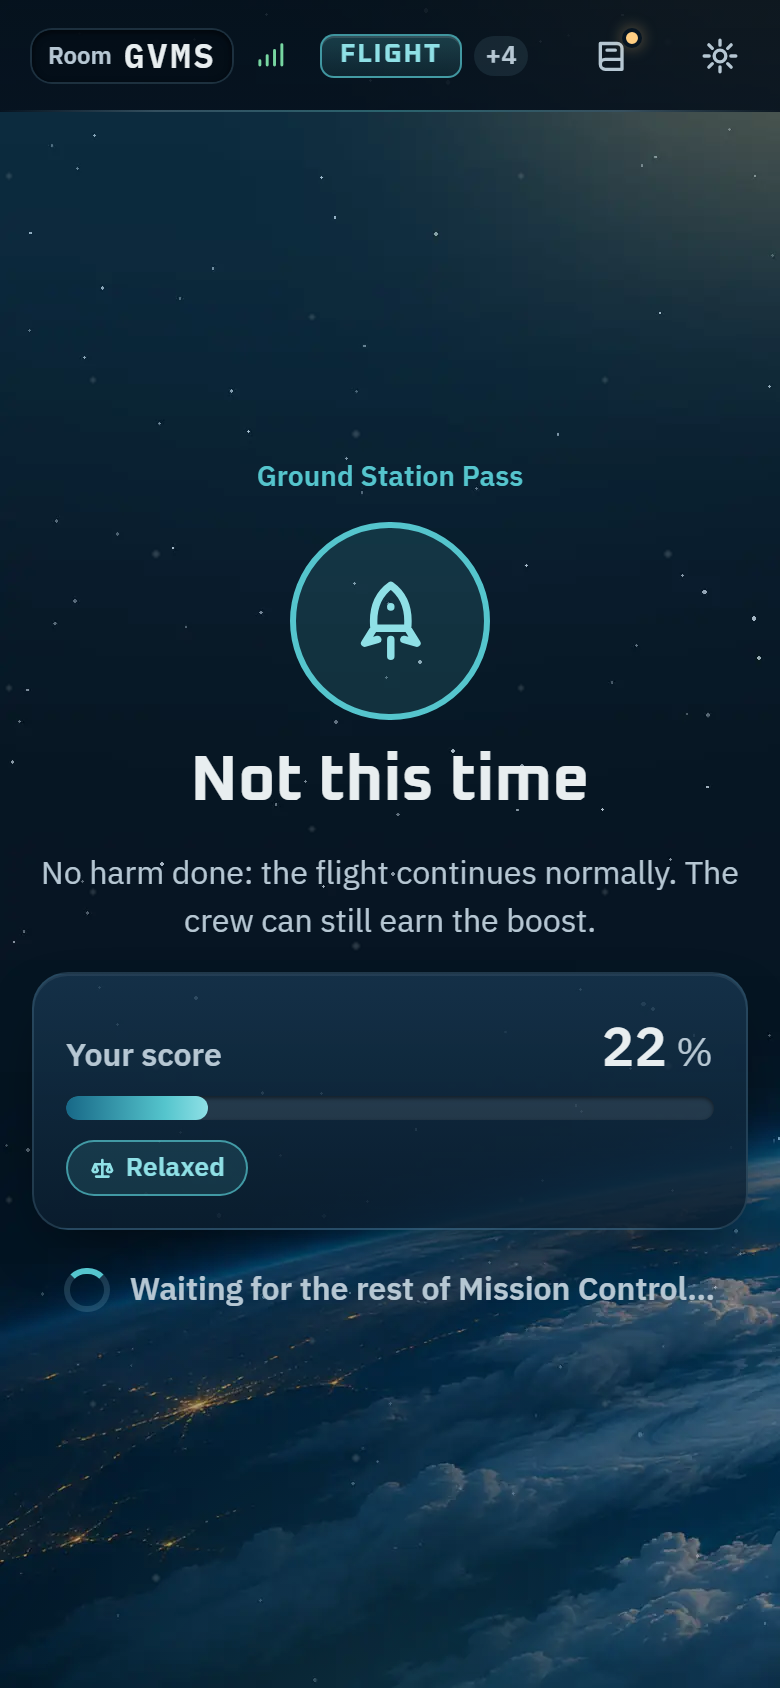 Room GVMS FLIGHT +4
Ground Station Pass
Not this time
No harm done: the flight continues normally. The
crew can still earn the boost.
Your score 22 %
Relaxed
Waiting for the rest of Mission Control...